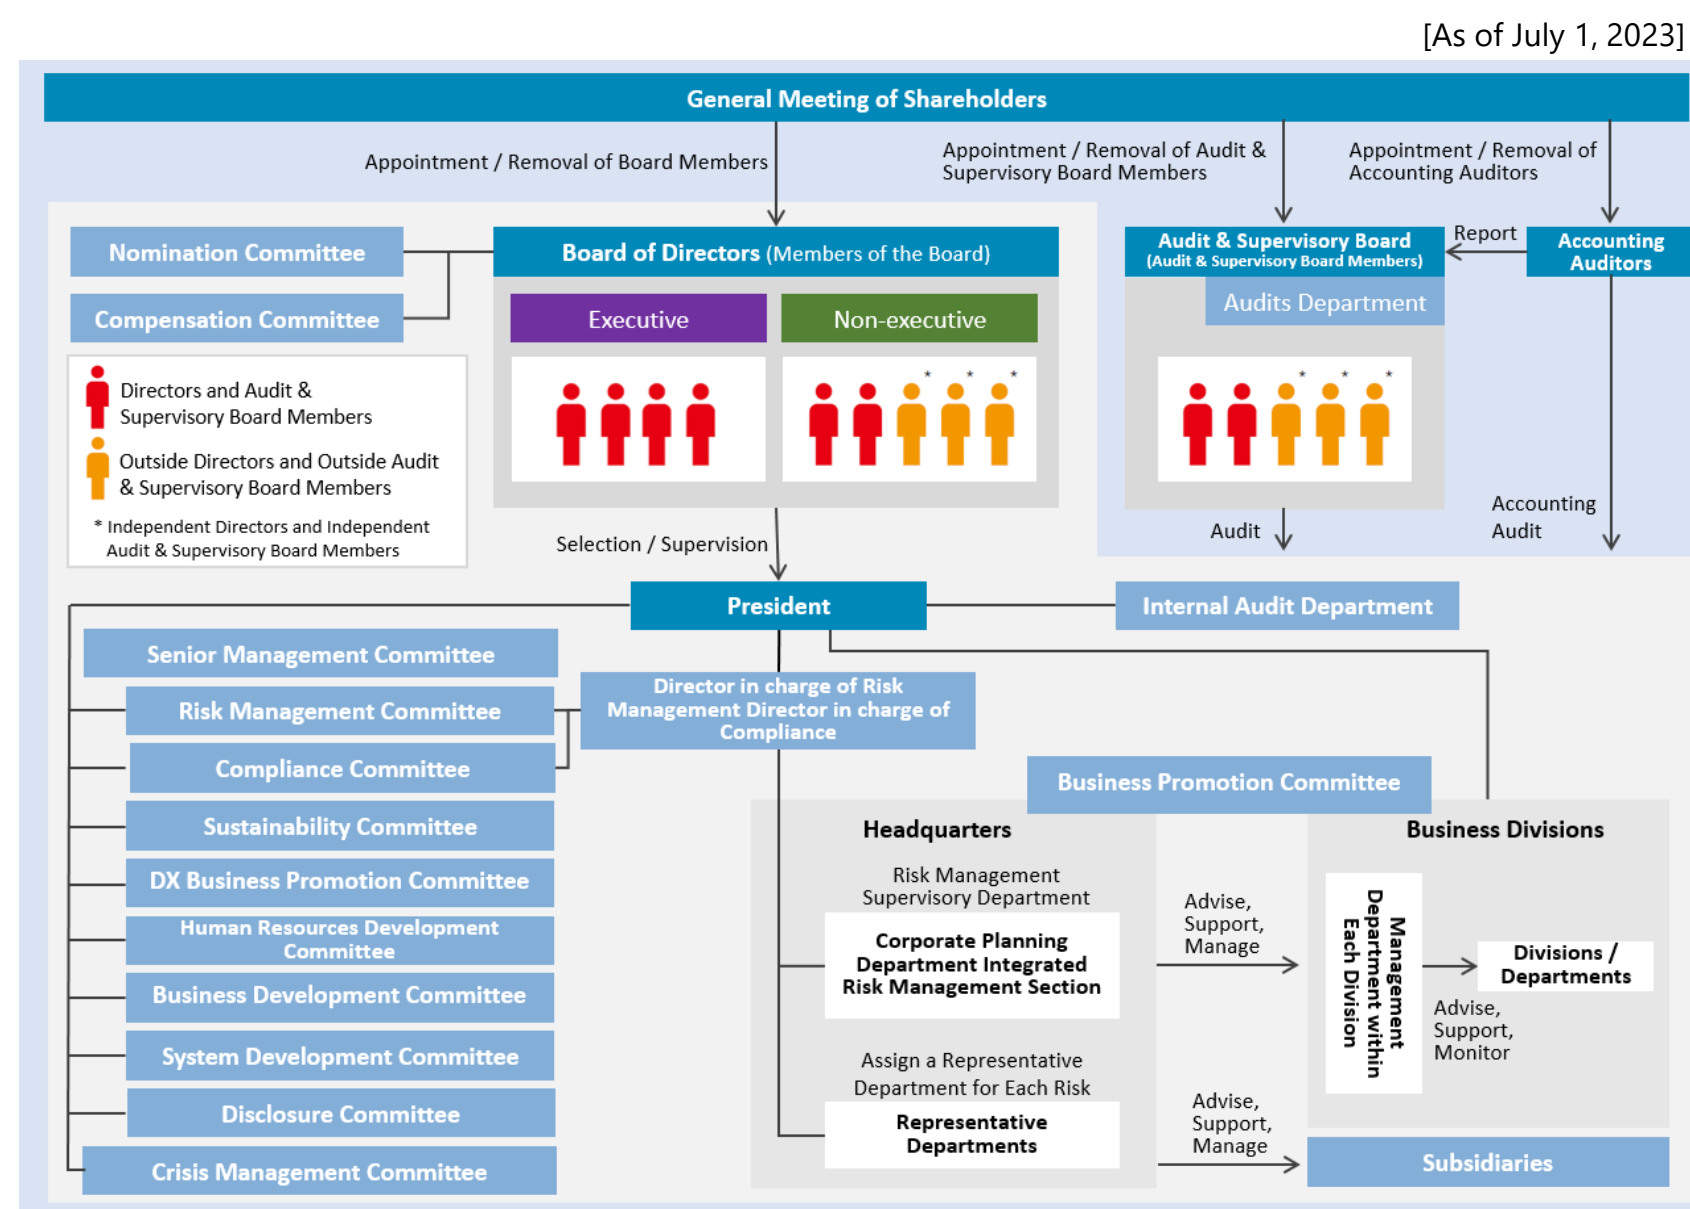 [As of July 1, 2023]
General Meeting of Shareholders
Appointment / Removal of Board Members
Appointment / Removal of Audit &
Supervisory Board Members
Appointment / Removal of
Accounting Auditors
Nomination Committee
Compensation Committee
Board of Directors (Members of the Board)
Executive
Non-executive
* * *
Audit & Supervisory Board
(Audit & Supervisory Board Members)
Audits Department
* * *
Report
Accounting
Auditors
Directors and Audit &
Supervisory Board Members
Outside Directors and Outside Audit
& Supervisory Board Members
* Independent Directors and Independent
Audit & Supervisory Board Members
Selection / Supervision
Audit
Accounting
Audit
President
Internal Audit Department
Senior Management Committee
Risk Management Committee
Compliance Committee
Sustainability Committee
DX Business Promotion Committee
Human Resources Development
Committee
Business Development Committee
System Development Committee
Disclosure Committee
Crisis Management Committee
Director in charge of Risk
Management Director in charge of
Compliance
Business Promotion Committee
Headquarters
Risk Management
Supervisory Department
Corporate Planning
Department Integrated
Risk Management Section
Assign a Representative
Department for Each Risk
Representative
Departments
Advise,
Support,
Manage
Advise,
Support,
Manage
Business Divisions
Management
Department within
Each Division
Divisions /
Departments
Advise,
Support,
Monitor
Subsidiaries